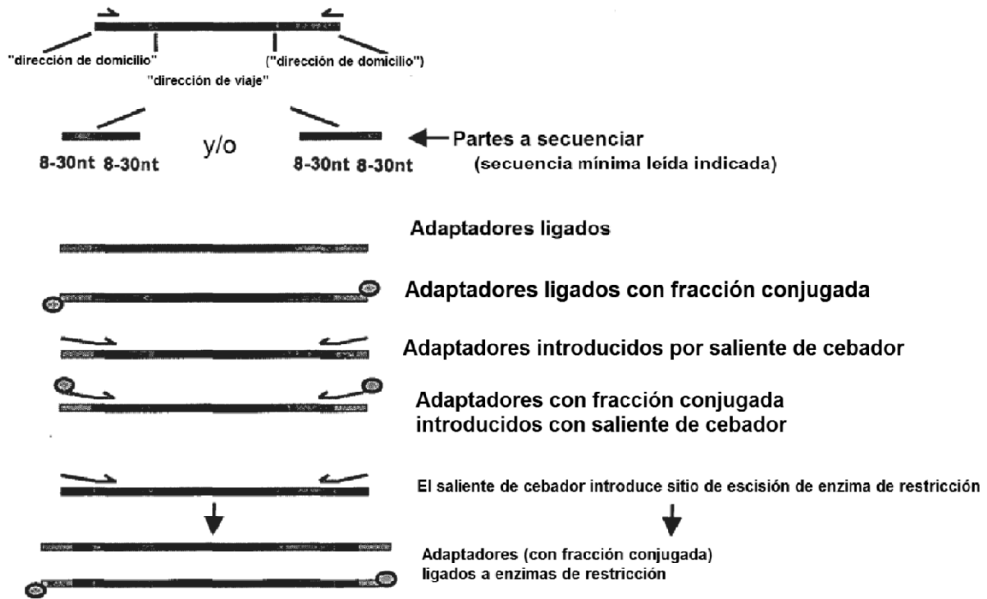 "dirección de domicilio"
("dirección de domicilio")
"dirección de viaje"
y/o
Partes a secuenciar
(secuencia mínima leída indicada)
8-30nt 8-30nt
8-30nt 8-30nt
Adaptadores ligados
Adaptadores ligados con fracción conjugada
Adaptadores introducidos por saliente de cebador
Adaptadores con fracción conjugada
introducidos con saliente de cebador
El saliente de cebador introduce sitio de escisión de enzima de restricción
Adaptadores (con fracción conjugada)
ligados a enzimas de restricción